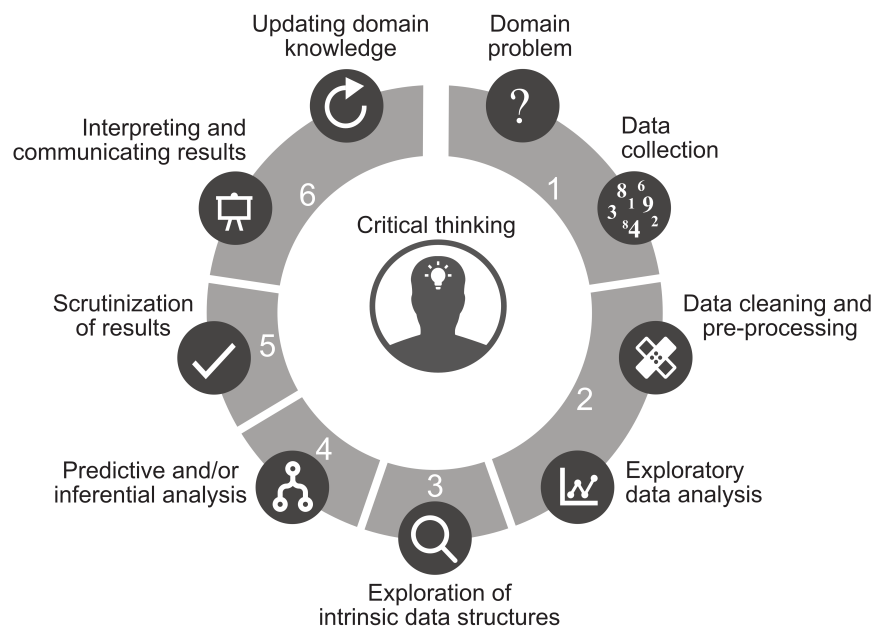 Domain
problem
?
1
Data
collection
8 6
3 1 9
8 4 2
Data cleaning and
pre-processing
2
Exploratory
data analysis
3
Exploration of
intrinsic data structures
4
Predictive and/or
inferential analysis
5
Scrutinization
of results
6
Interpreting and
communicating results
Updating domain
knowledge
Critical thinking